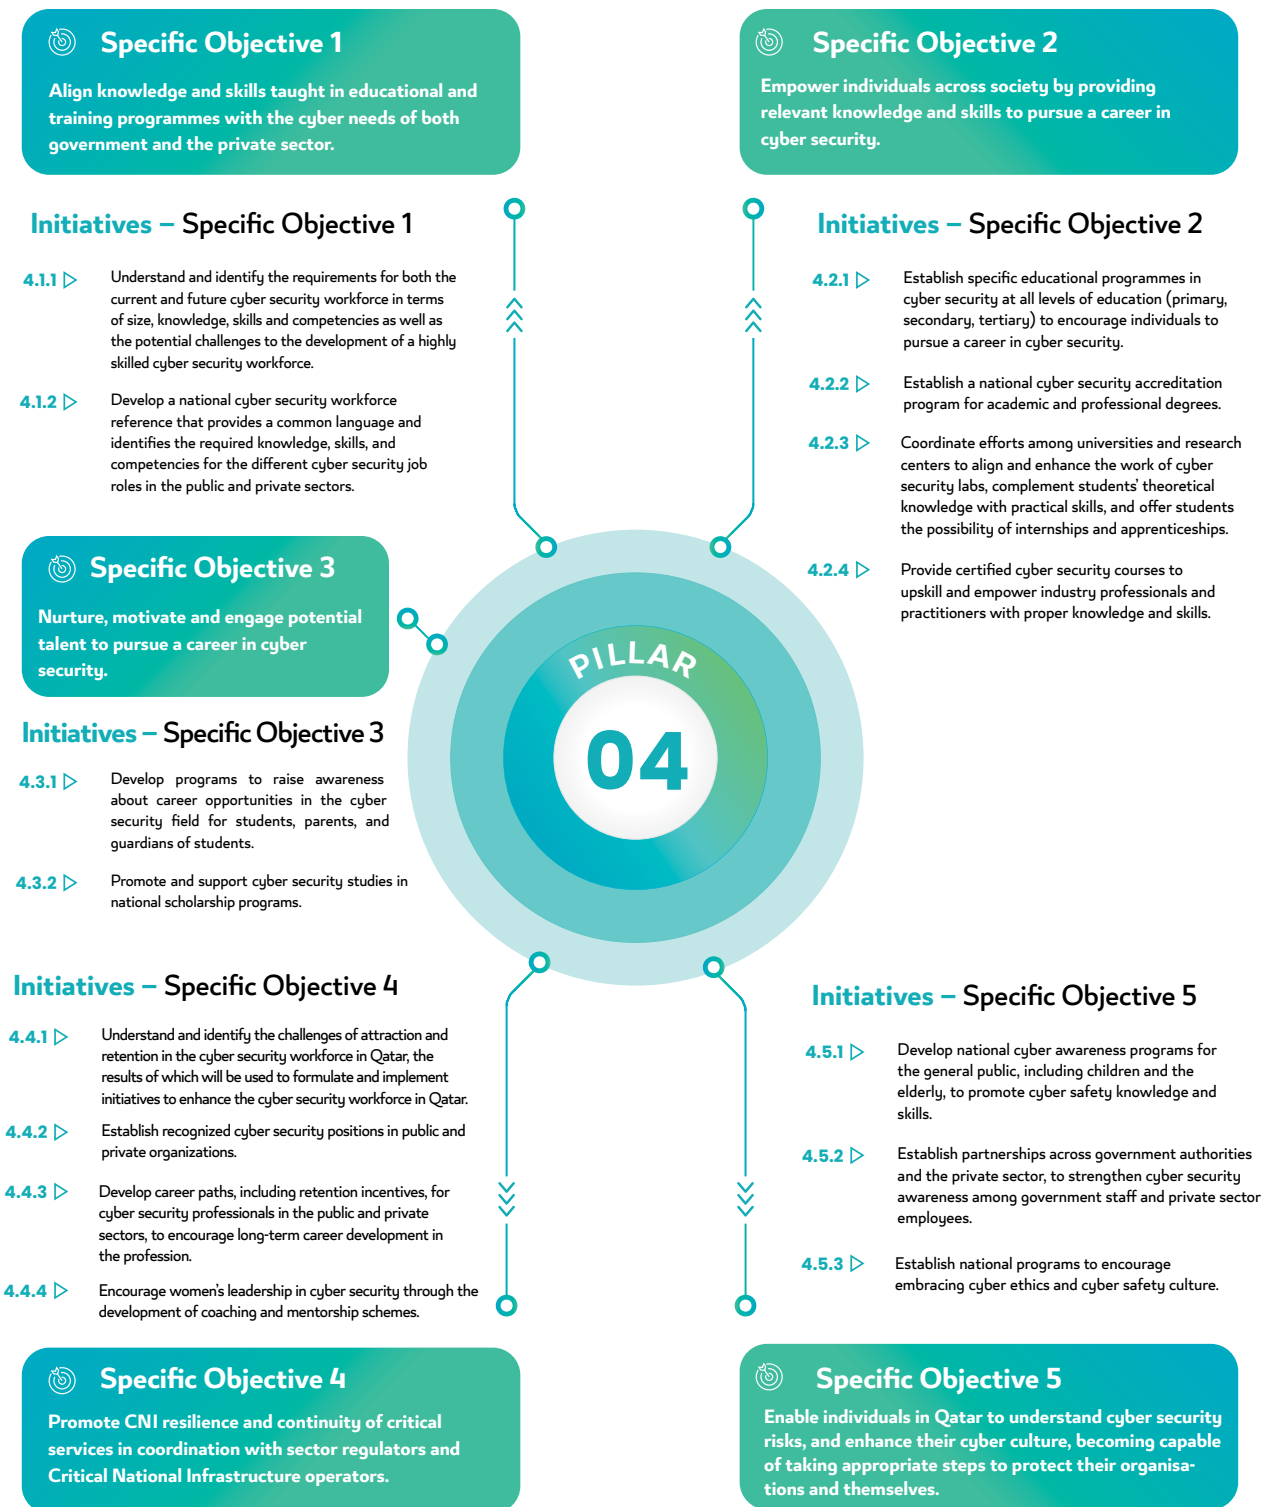 Specific Objective 1
Align knowledge and skills taught in educational and
training programmes with the cyber needs of both
government and the private sector.
Initiatives – Specific Objective 1
4.1.1 Understand and identify the requirements for both the
current and future cyber security workforce in terms
of size, knowledge, skills and competencies as well as
the potential challenges to the development of a highly
skilled cyber security workforce.
4.1.2 Develop a national cyber security workforce
reference that provides a common language and
identifies the required knowledge, skills, and
competencies for the different cyber security job
roles in the public and private sectors.
Specific Objective 2
Empower individuals across society by providing
relevant knowledge and skills to pursue a career in
cyber security.
Initiatives – Specific Objective 2
4.2.1 Establish specific educational programmes in
cyber security at all levels of education (primary,
secondary, tertiary) to encourage individuals to
pursue a career in cyber security.
4.2.2 Establish a national cyber security accreditation
program for academic and professional degrees.
4.2.3 Coordinate efforts among universities and research
centers to align and enhance the work of cyber
security labs, complement students’ theoretical
knowledge with practical skills, and offer students
the possibility of internships and apprenticeships.
4.2.4 Provide certified cyber security courses to
upskill and empower industry professionals and
practitioners with proper knowledge and skills.
Specific Objective 3
Nurture, motivate and engage potential
talent to pursue a career in cyber
security.
Initiatives – Specific Objective 3
4.3.1 Develop programs to raise awareness
about career opportunities in the cyber
security field for students, parents, and
guardians of students.
4.3.2 Promote and support cyber security studies in
national scholarship programs.
PILLAR
04
Initiatives – Specific Objective 4
4.4.1 Understand and identify the challenges of attraction and
retention in the cyber security workforce in Qatar, the
results of which will be used to formulate and implement
initiatives to enhance the cyber security workforce in Qatar.
4.4.2 Establish recognized cyber security positions in public and
private organizations.
4.4.3 Develop career paths, including retention incentives, for
cyber security professionals in the public and private
sectors, to encourage long-term career development in
the profession.
4.4.4 Encourage women’s leadership in cyber security through the
development of coaching and mentorship schemes.
Specific Objective 4
Promote CNI resilience and continuity of critical
services in coordination with sector regulators and
Critical National Infrastructure operators.
Initiatives – Specific Objective 5
4.5.1 Develop national cyber awareness programs for
the general public, including children and the
elderly, to promote cyber safety knowledge and
skills.
4.5.2 Establish partnerships across government authorities
and the private sector, to strengthen cyber security
awareness among government staff and private sector
employees.
4.5.3 Establish national programs to encourage
embracing cyber ethics and cyber safety culture.
Specific Objective 5
Enable individuals in Qatar to understand cyber security
risks, and enhance their cyber culture, becoming capable
of taking appropriate steps to protect their organisa-
tions and themselves.